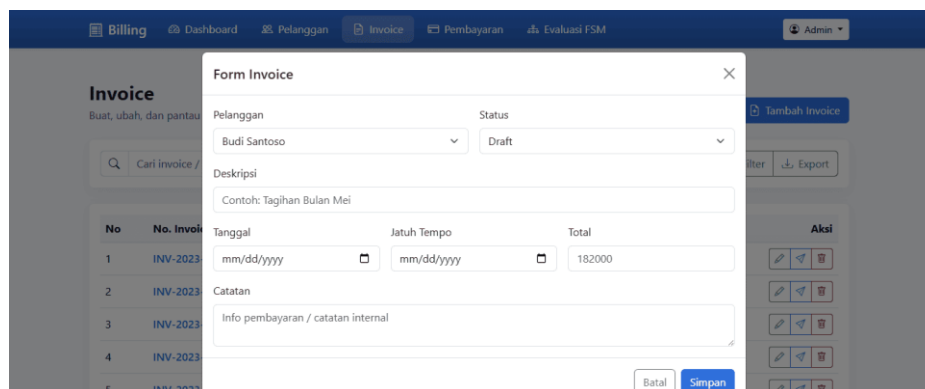 Billing Dashboard Pelanggan Invoice Pembayaran Evaluasi FSM Admin
Form Invoice
Invoice
Buat, ubah, dan pantau
Tambah Invoice
Pelanggan Status
Budi Santoso Draft
Cari invoice /
Export
Deskripsi
Contoh: Tagihan Bulan Mei
No Aksi
Tanggal Jatuh Tempo Total
1 INV-2023- mm/dd/yyyy mm/dd/yyyy 182000
2 INV-2023 Catatan
Info pembayaran / catatan internal
3 INV-2023
4 INV-2023
Batal Simpan